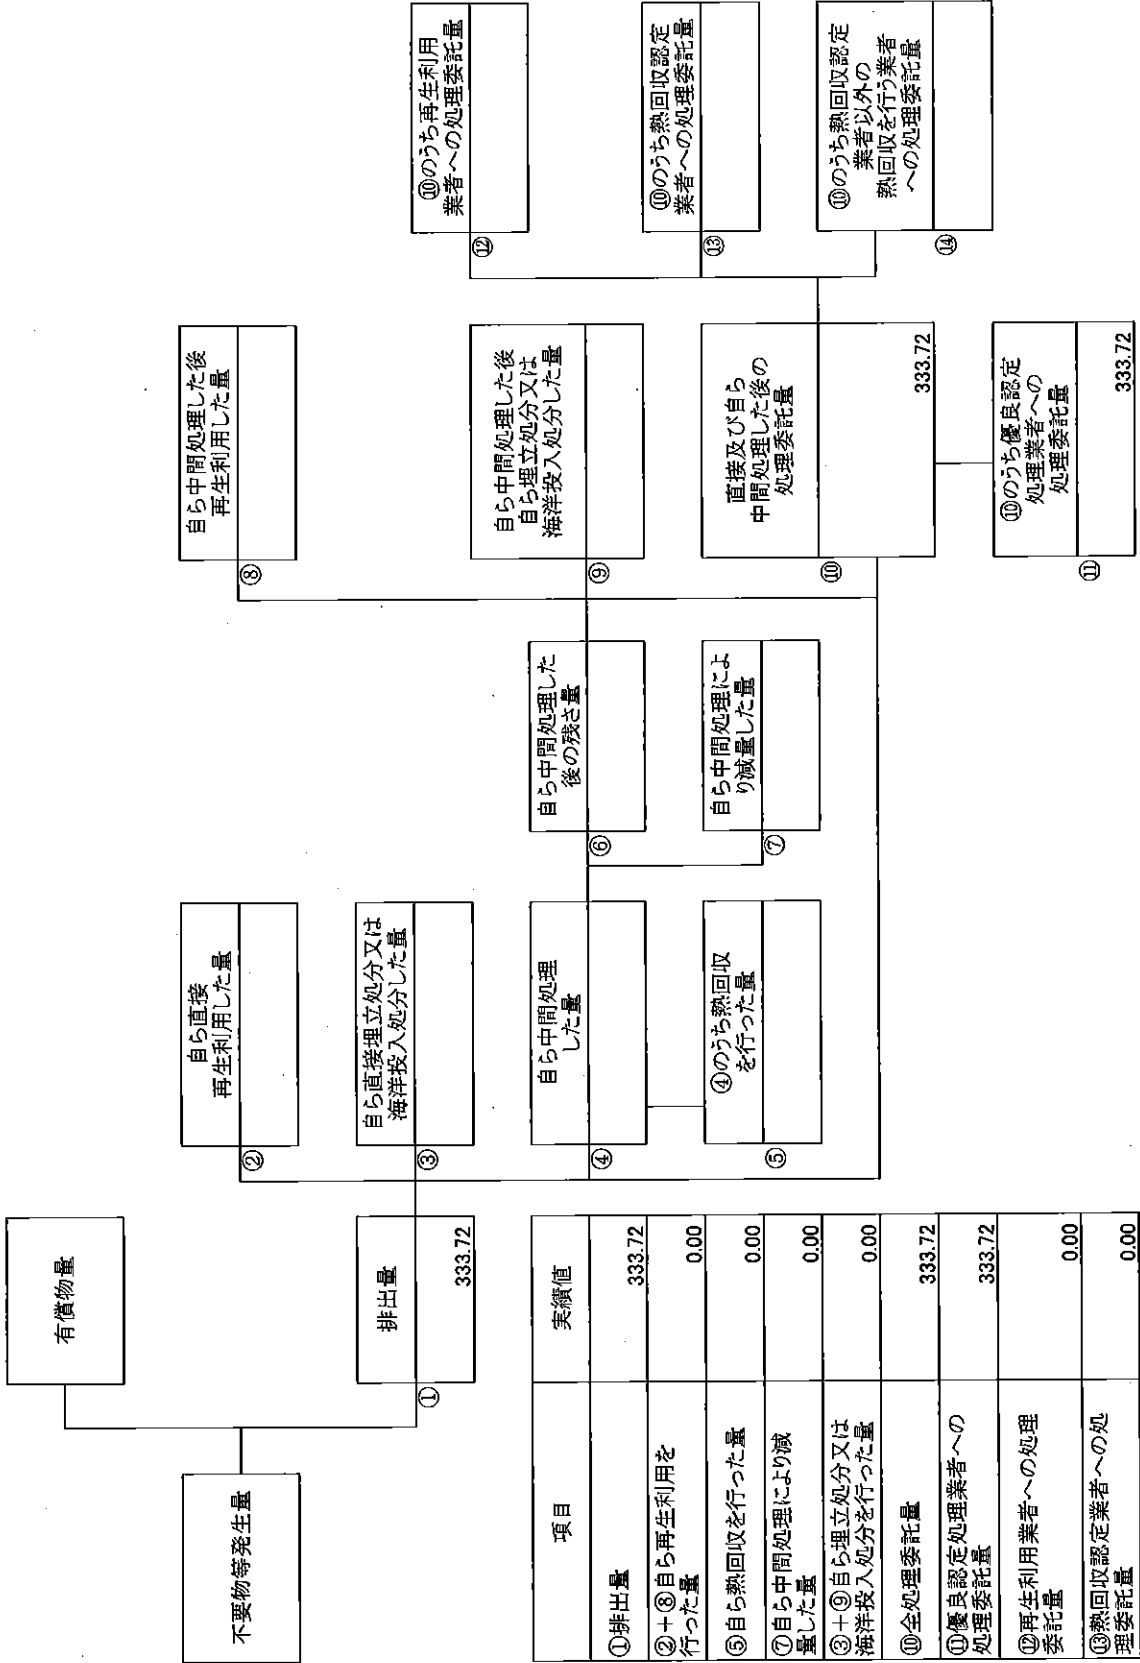 不要物等発生量
有償物量
排出量
①
333.72
②
自ら直接
再生利用した量
③
自ら直接埋立処分又は
海洋投入処分した量
④
自ら中間処理
した量
⑤
④のうち熱回収
を行った量
⑥
自ら中間処理した
後の残さ量
⑦
自ら中間処理によ
り減量した量
⑧
自ら中間処理した後
再生利用した量
⑨
自ら中間処理した後
自ら埋立処分又は
海洋投入処分した量
⑩
直接及び自ら
中間処理した後の
処理委託量
333.72
⑪
⑩のうち優良認定
処理業者への
処理委託量
333.72
⑫
⑩のうち再生利用
業者への処理委託量
⑬
⑩のうち熱回収認定
業者への処理委託量
⑭
⑩のうち熱回収認定
業者以外の
熱回収を行う業者
への処理委託量
項目 実績値
①排出量 333.72
②+⑧自ら再生利用を
行った量 0.00
⑤自ら熱回収を行った量 0.00
⑦自ら中間処理により減
量した量 0.00
③+⑨自ら埋立処分又は
海洋投入処分を行った量 0.00
⑩全処理委託量 333.72
⑪優良認定処理業者への
処理委託量 333.72
⑫再生利用業者への処理
委託量 0.00
⑬熱回収認定業者への処
理委託量 0.00